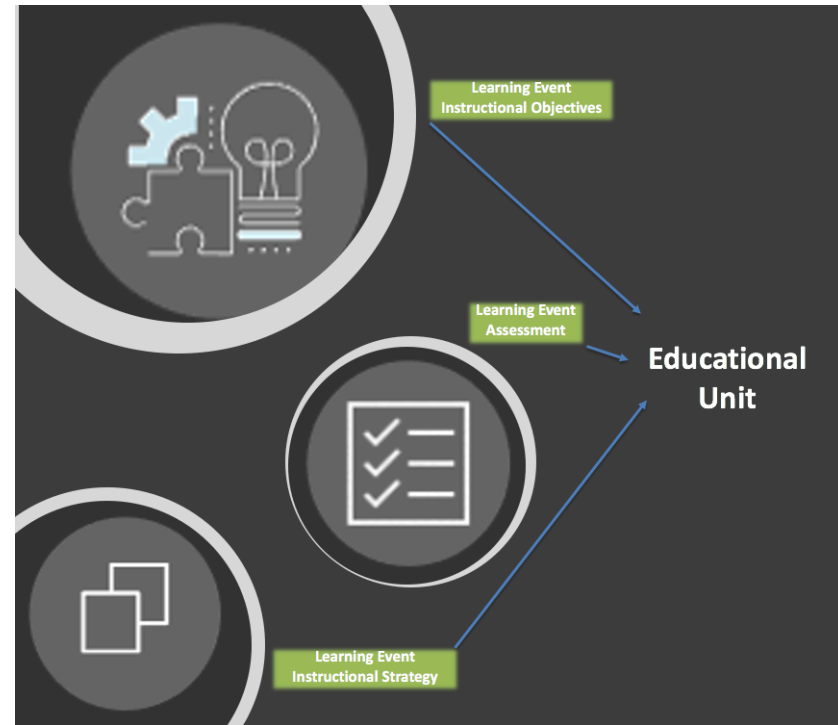 Learning Event
Instructional Objectives
Learning Event
Assessment
Educational
Unit
Learning Event
Instructional Strategy